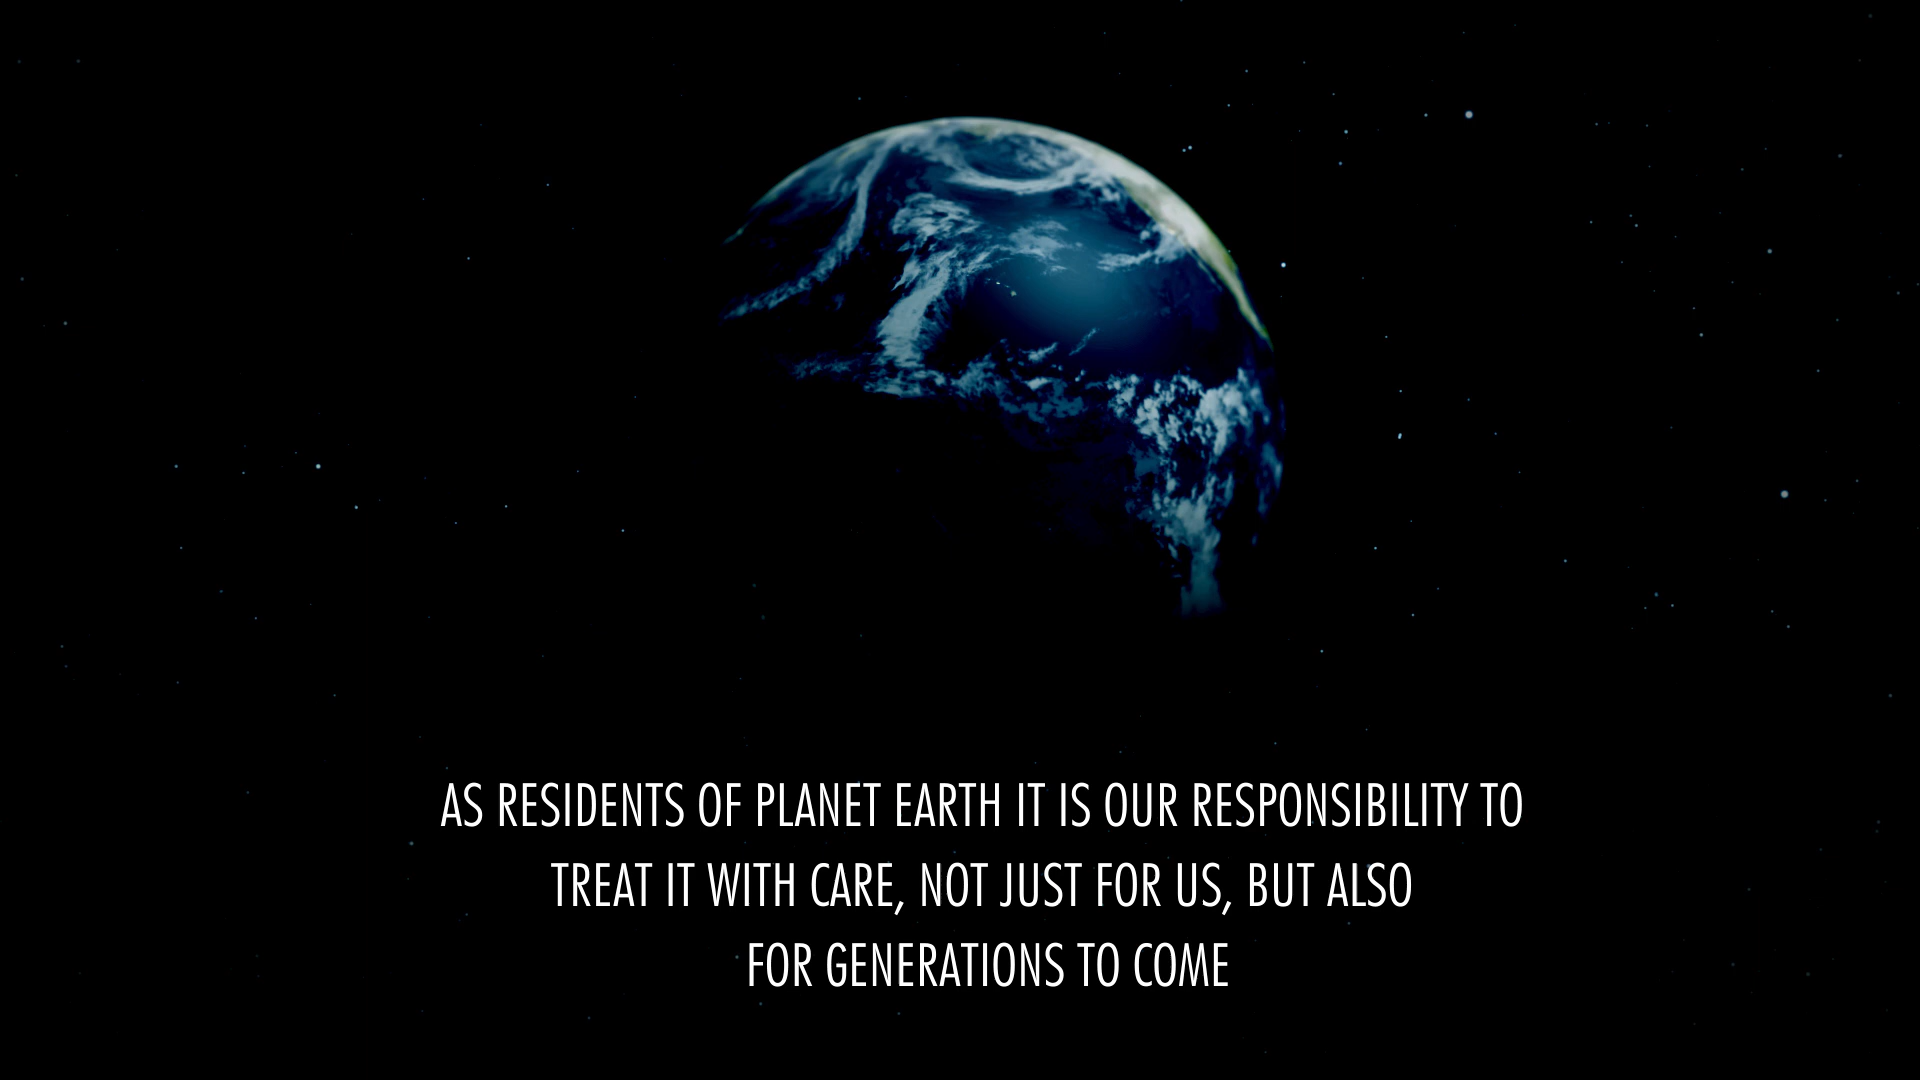 AS RESIDENTS OF PLANET EARTH IT IS OUR RESPONSIBILITY TO
TREAT IT WITH CARE, NOT JUST FOR US, BUT ALSO
FOR GENERATIONS TO COME